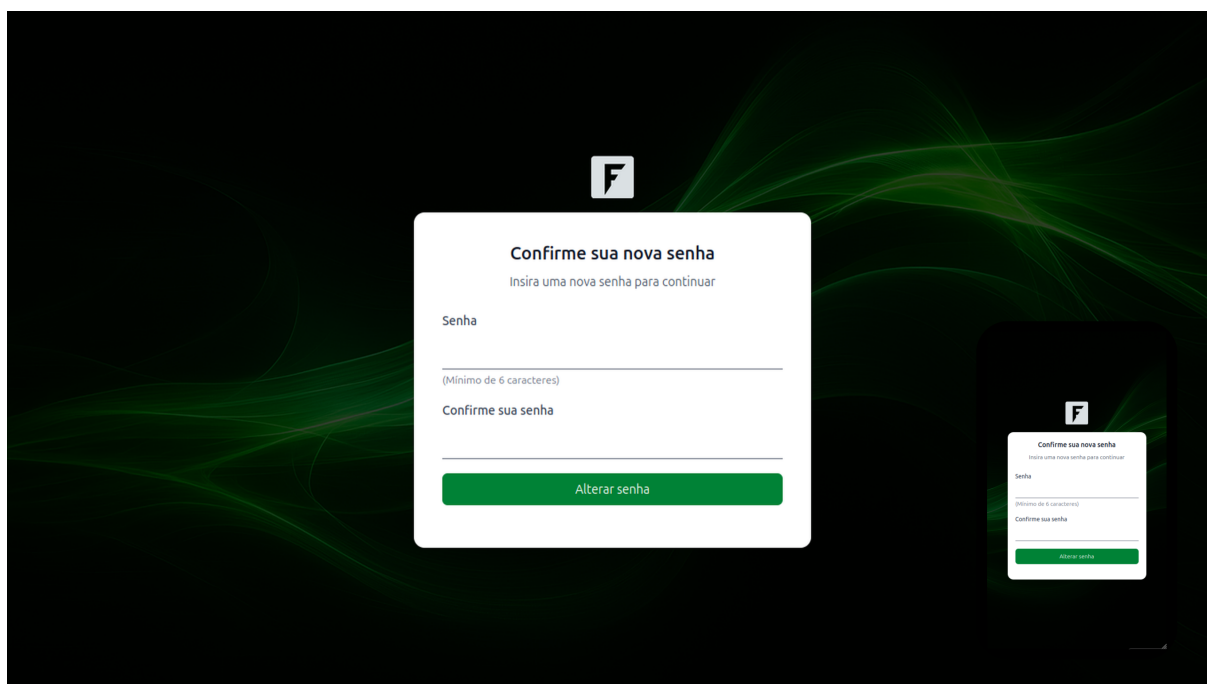 F
Confirme sua nova senha
Insira uma nova senha para continuar
Senha
(Mínimo de 6 caracteres)
Confirme sua senha
Alterar senha
F
Confirme sua nova senha
Insira uma nova senha para continuar
Senha
(Mínimo de 6 caracteres)
Confirme sua senha
Alterar senha